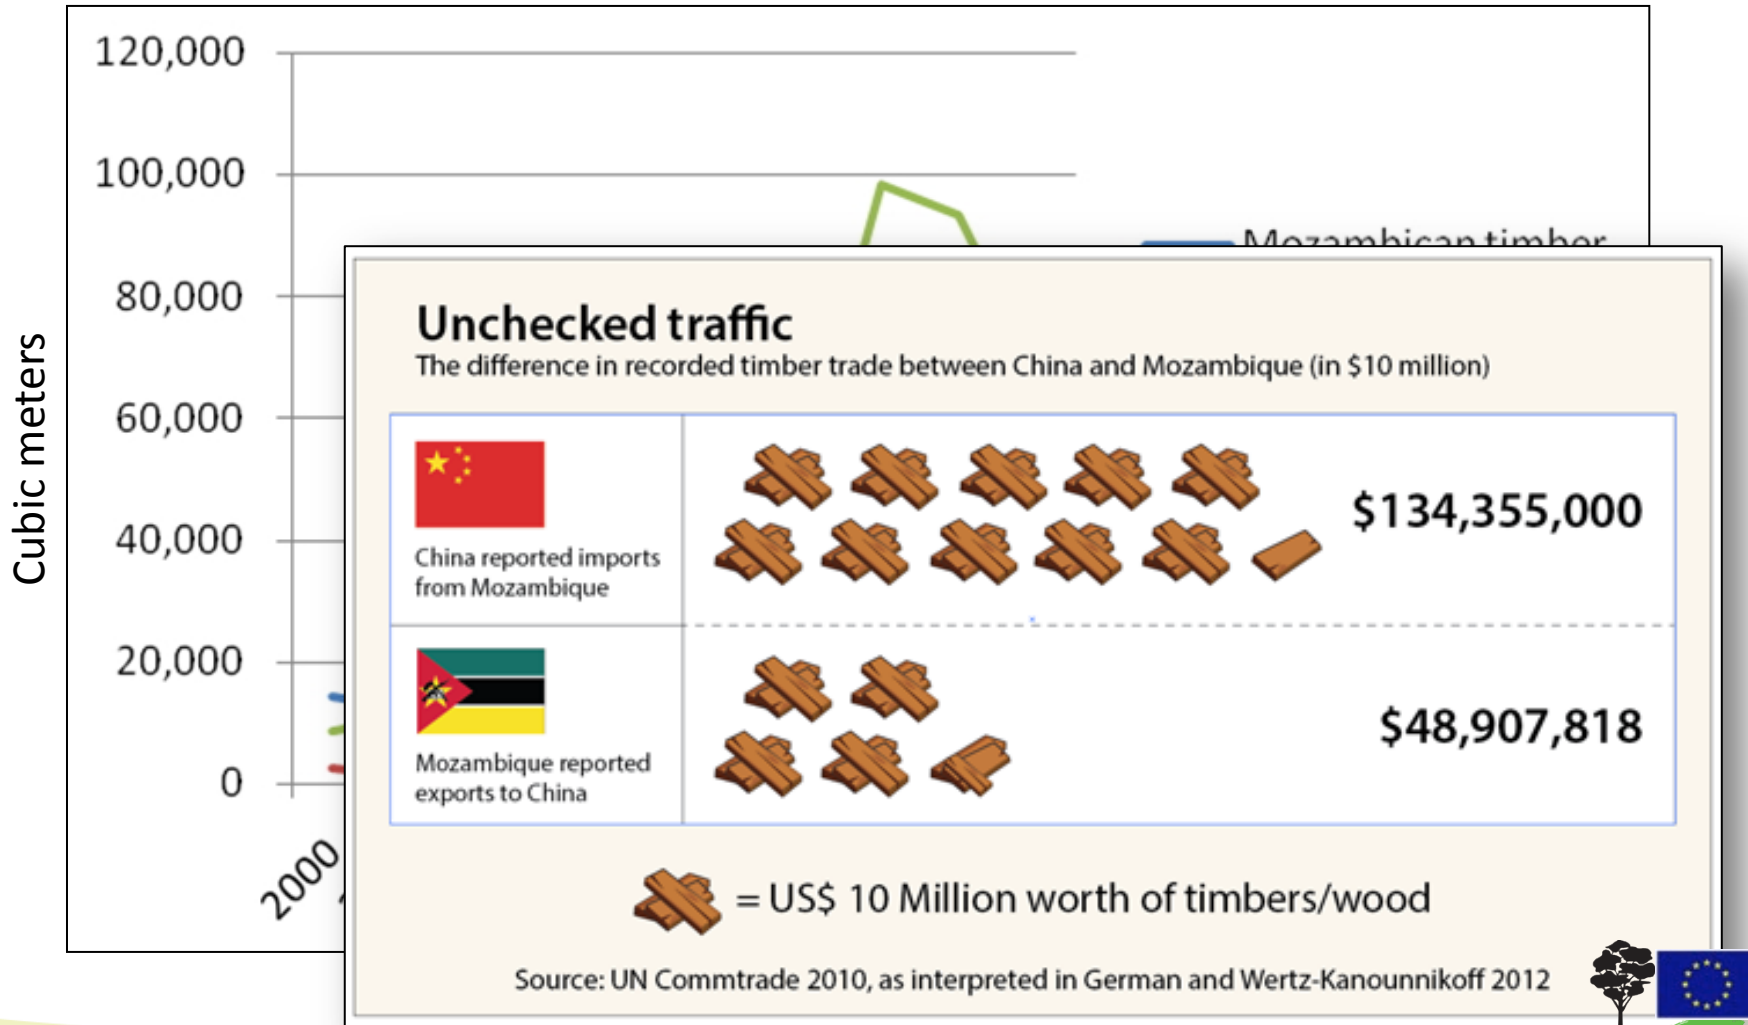 120,000
100,000
80,000
60,000
40,000
20,000
0
Cubic meters
2000
Mozambican timber
Unchecked traffic
The difference in recorded timber trade between China and Mozambique (in $10 million)
China reported imports
from Mozambique
$134,355,000
Mozambique reported
exports to China
$48,907,818
= US$ 10 Million worth of timbers/wood
Source: UN Commtrade 2010, as interpreted in German and Wertz-Kanounnikoff 2012